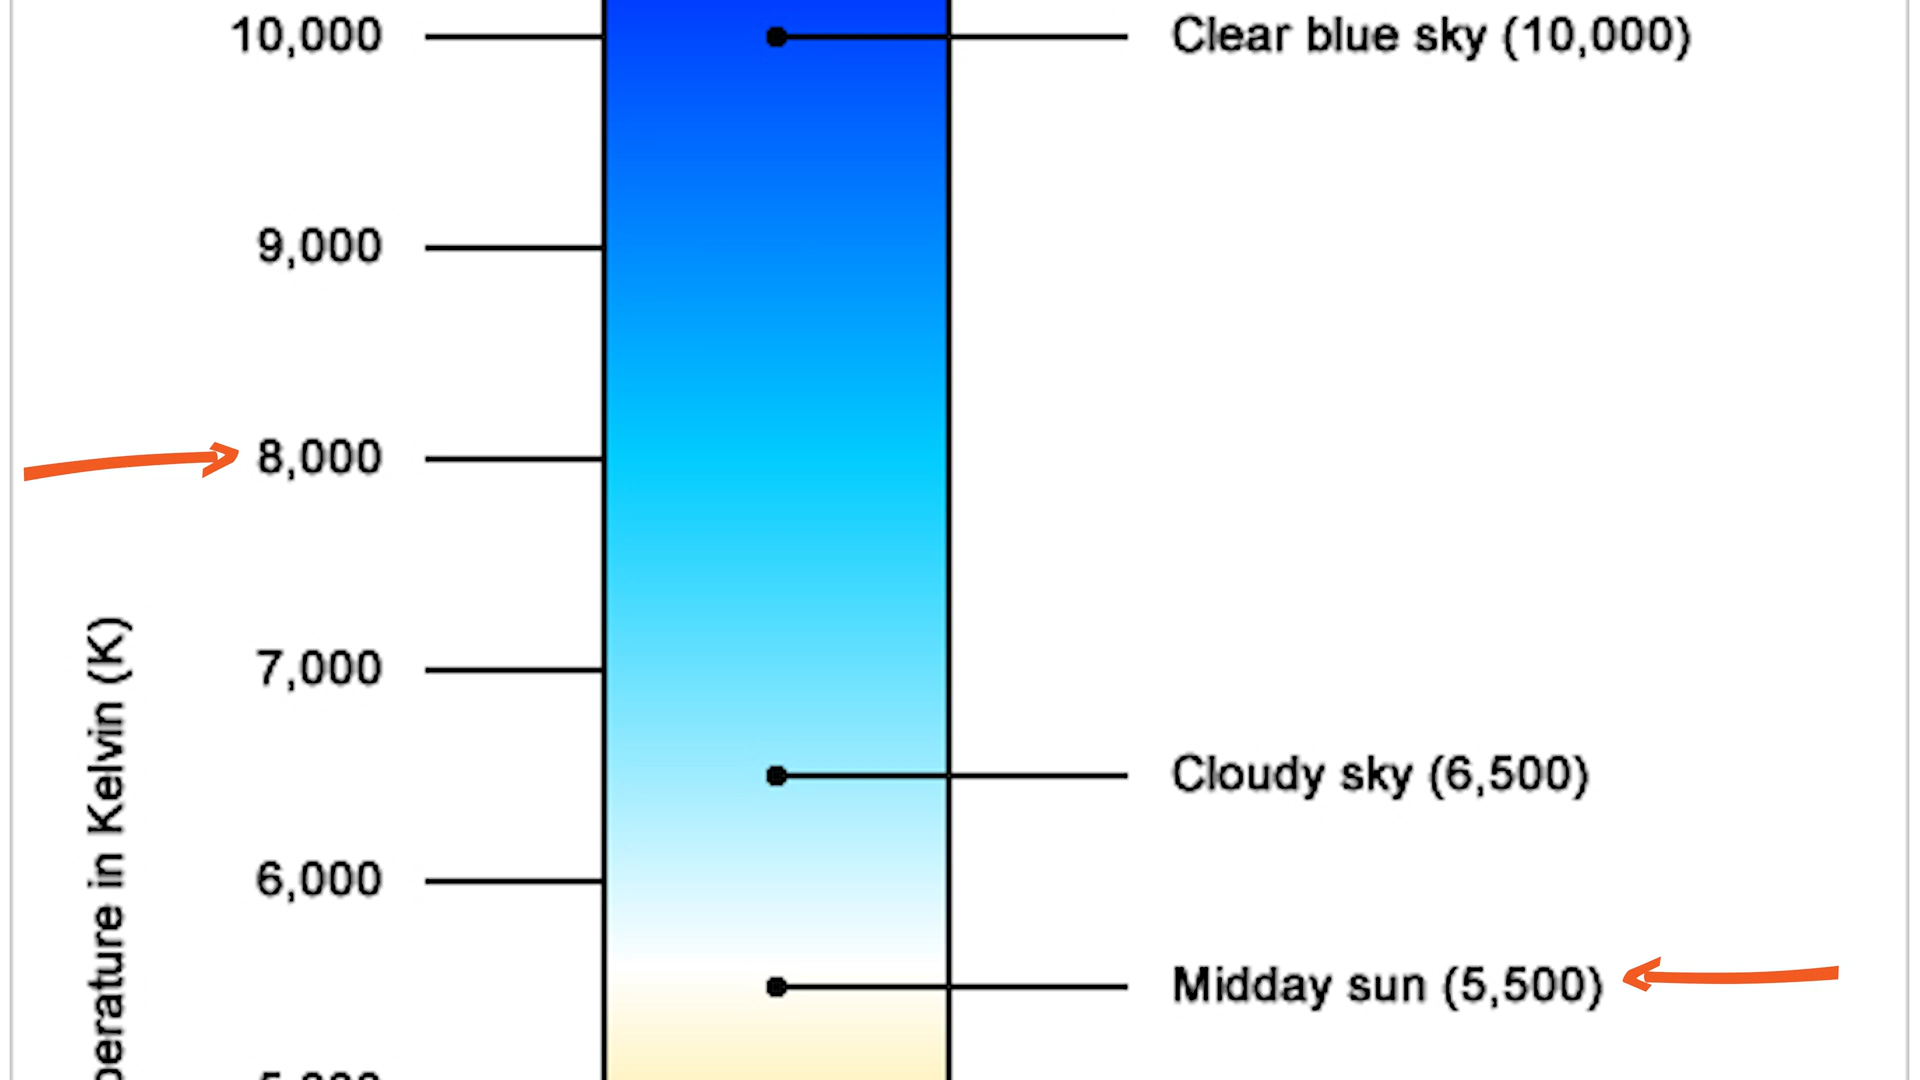 10,000
Clear blue sky (10,000)
9,000
8,000
7,000
Cloudy sky (6,500)
6,000
Midday sun (5,500)
perature in Kelvin (K)